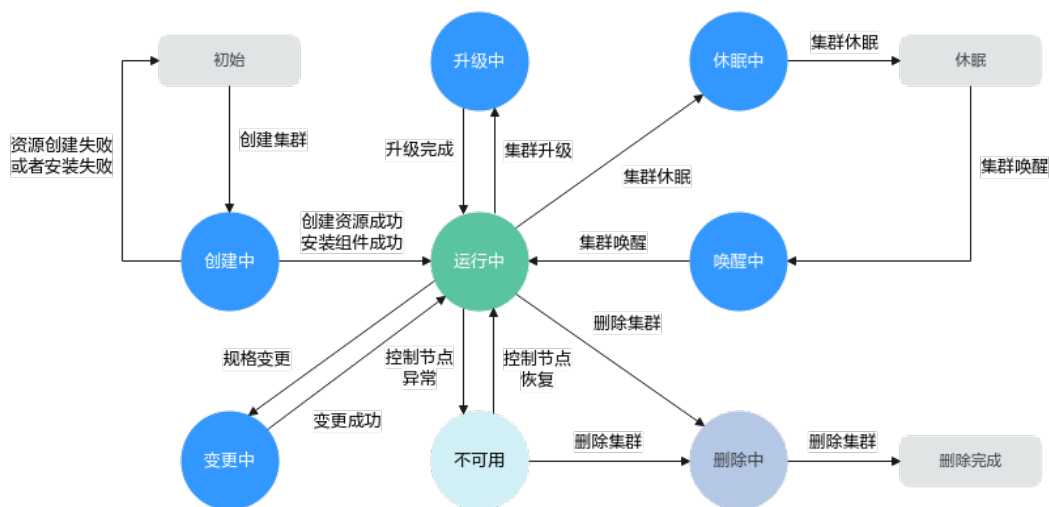 初始
升级中
休眠中
集群休眠
休眠
资源创建失败
或者安装失败
创建集群
升级完成
集群升级
集群休眠
集群唤醒
创建中
创建资源成功
安装组件成功
运行中
集群唤醒
唤醒中
规格变更
控制节点
异常
控制节点
恢复
删除集群
变更成功
变更中
不可用
删除集群
删除中
删除集群
删除完成